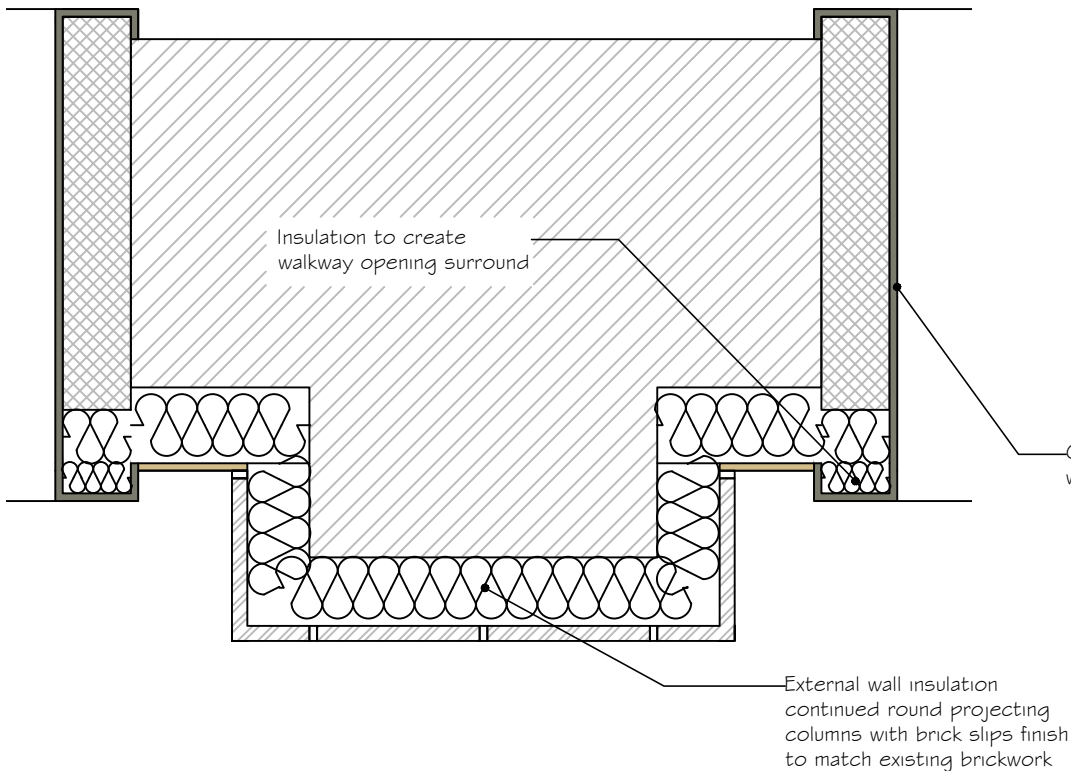 Insulation to create
walkway opening surround
External wall insulation
continued round projecting
columns with brick slips finish
to match existing brickwork